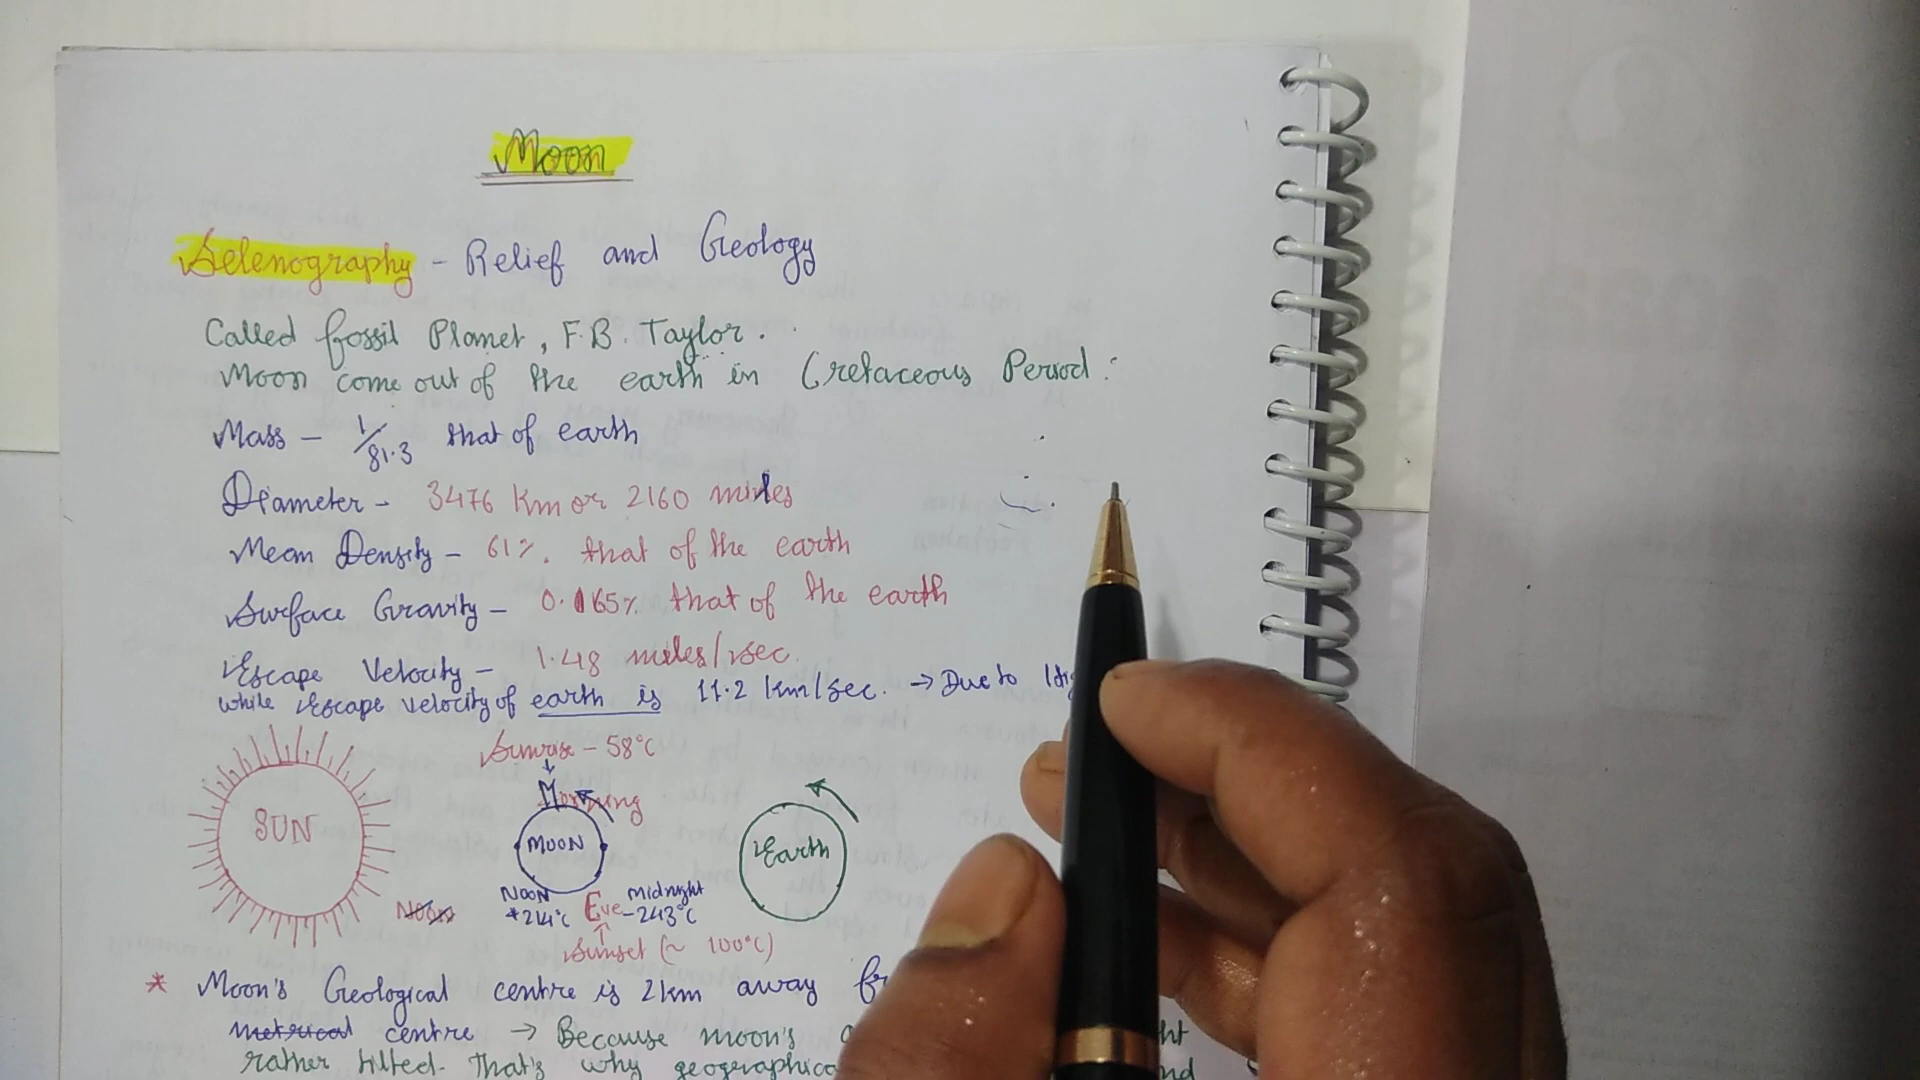 Moon
Selenography - Relief and Geology
Called fossil Planet, F.B. Taylor.
Moon come out of the earth in Cretaceous Period.
Mass - 1/81.3 that of earth
Diameter - 3476 Km or 2160 miles
Mean Density - 61%. that of the earth
Surface Gravity - 0.165% that of the earth
Escape Velocity - 1.48 miles/sec.
while Escape velocity of earth is 11.2 km/sec. → Due to
Sunrise - 58°C
Morning
SUN
MOON
Earth
Noon
NOON
*214°C
Eve
Midnight
-243°C
Sunset (~ 100°C)
* Moon's Geological centre is 2km away
metrical centre → Because moon's
rather tilted. That's why